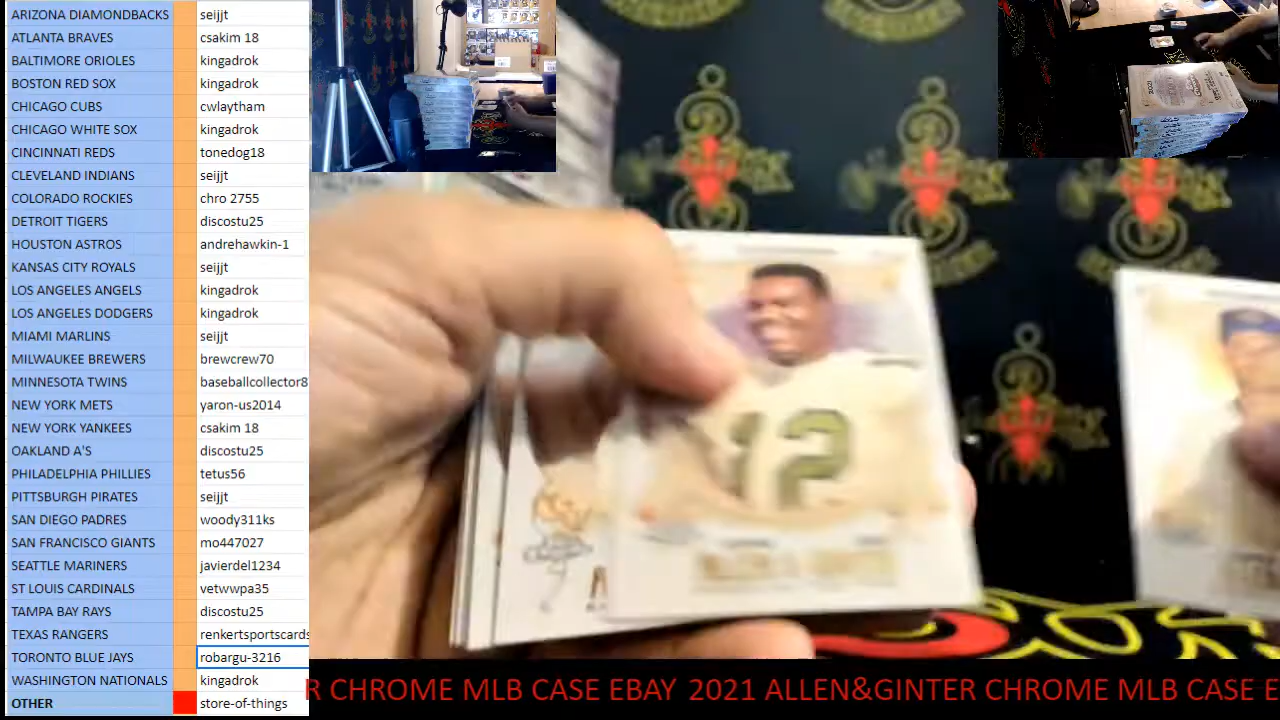 ARIZONA DIAMONDBACKS seijjt
ATLANTA BRAVES csakim 18
BALTIMORE ORIOLES kingadrok
BOSTON RED SOX kingadrok
CHICAGO CUBS cwlaytham
CHICAGO WHITE SOX kingadrok
CINCINNATI REDS tonedog18
CLEVELAND INDIANS seijjt
COLORADO ROCKIES chro 2755
DETROIT TIGERS discostu25
HOUSTON ASTROS andrehawkin-1
KANSAS CITY ROYALS seijjt
LOS ANGELES ANGELS kingadrok
LOS ANGELES DODGERS kingadrok
MIAMI MARLINS seijjt
MILWAUKEE BREWERS brewcrew70
MINNESOTA TWINS baseballcollector8
NEW YORK METS yaron-us2014
NEW YORK YANKEES csakim 18
OAKLAND A'S discostu25
PHILADELPHIA PHILLIES tetus56
PITTSBURGH PIRATES seijjt
SAN DIEGO PADRES woody311ks
SAN FRANCISCO GIANTS mo447027
SEATTLE MARINERS javierdel1234
ST LOUIS CARDINALS vetwwpa35
TAMPA BAY RAYS discostu25
TEXAS RANGERS renkertsportscards
TORONTO BLUE JAYS robargu-3216
WASHINGTON NATIONALS kingadrok
OTHER store-of-things
12
R CHROME MLB CASE EBAY 2021 ALLEN&GINTER CHROME MLB CASE E